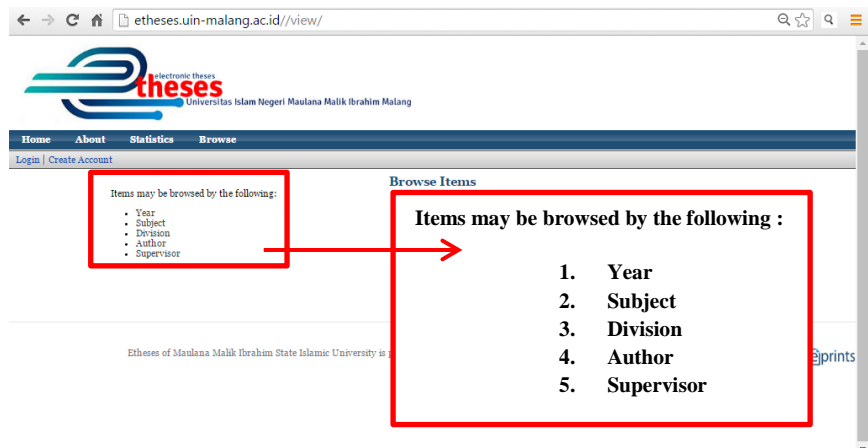 etheses.uin-malang.ac.id//view/
electronic theses
theses
Universitas Islam Negeri Maulana Malik Ibrahim Malang
Home About Statistics Browse
Login | Create Account
Browse Items
Items may be browsed by the following:
• Year
• Subject
• Division
• Author
• Supervisor
Items may be browsed by the following :
1. Year
2. Subject
3. Division
4. Author
5. Supervisor
Etheses of Maulana Malik Ibrahim State Islamic University is
eprints